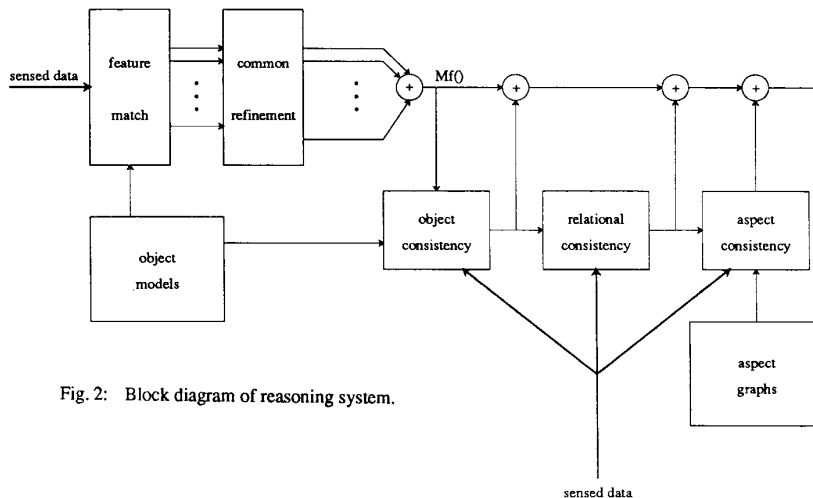 sensed data
feature
match
common
refinement
+
Mf()
+
+
+
object
consistency
relational
consistency
aspect
consistency
object
models
aspect
graphs
Fig. 2: Block diagram of reasoning system.
sensed data